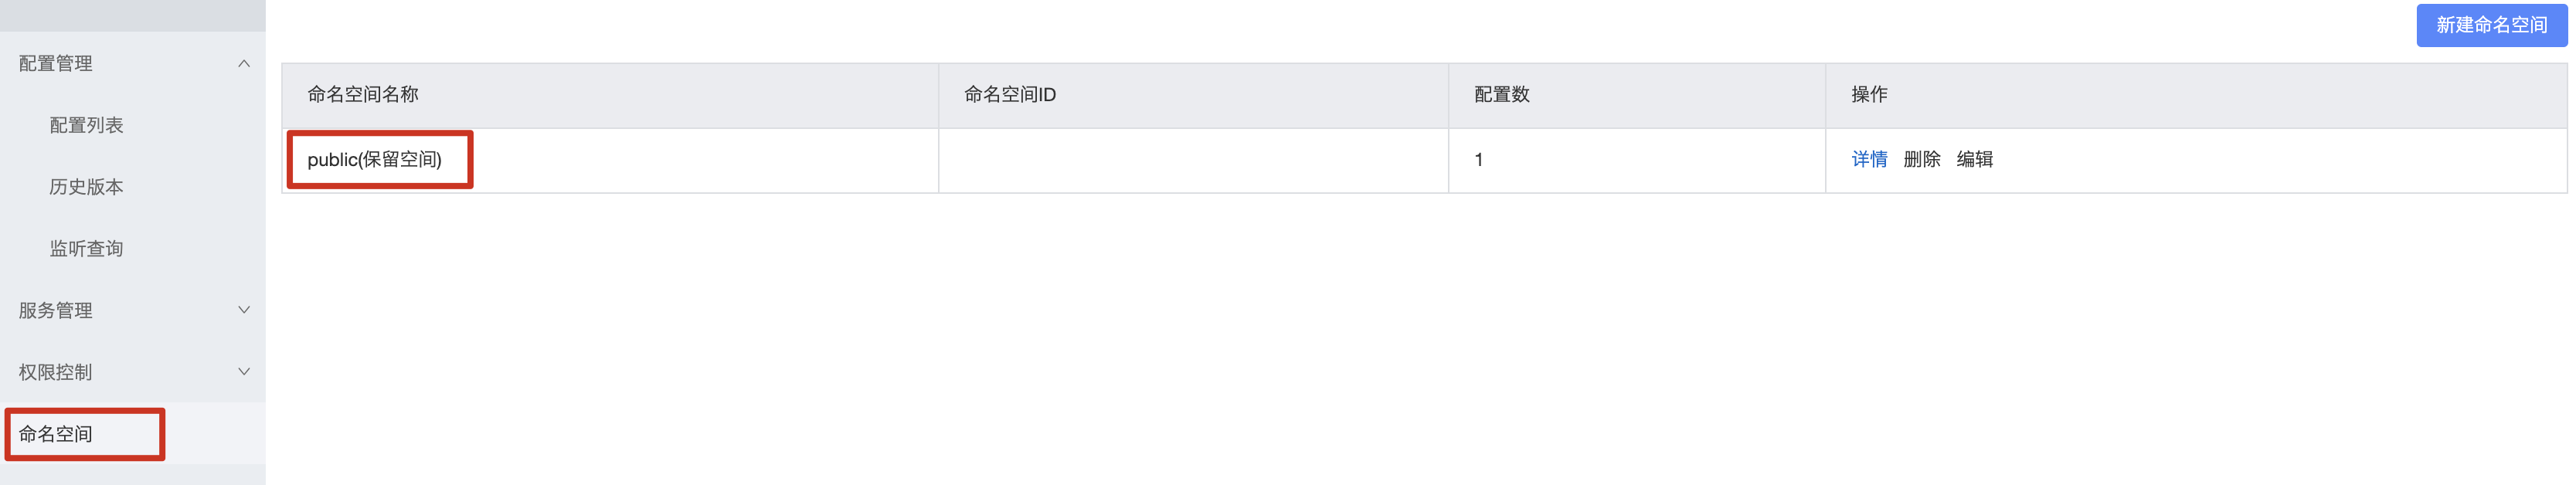 新建命名空间
配置管理
配置列表
历史版本
监听查询
服务管理
权限控制
命名空间
命名空间名称 命名空间ID 配置数 操作
public(保留空间) 1 详情 删除 编辑